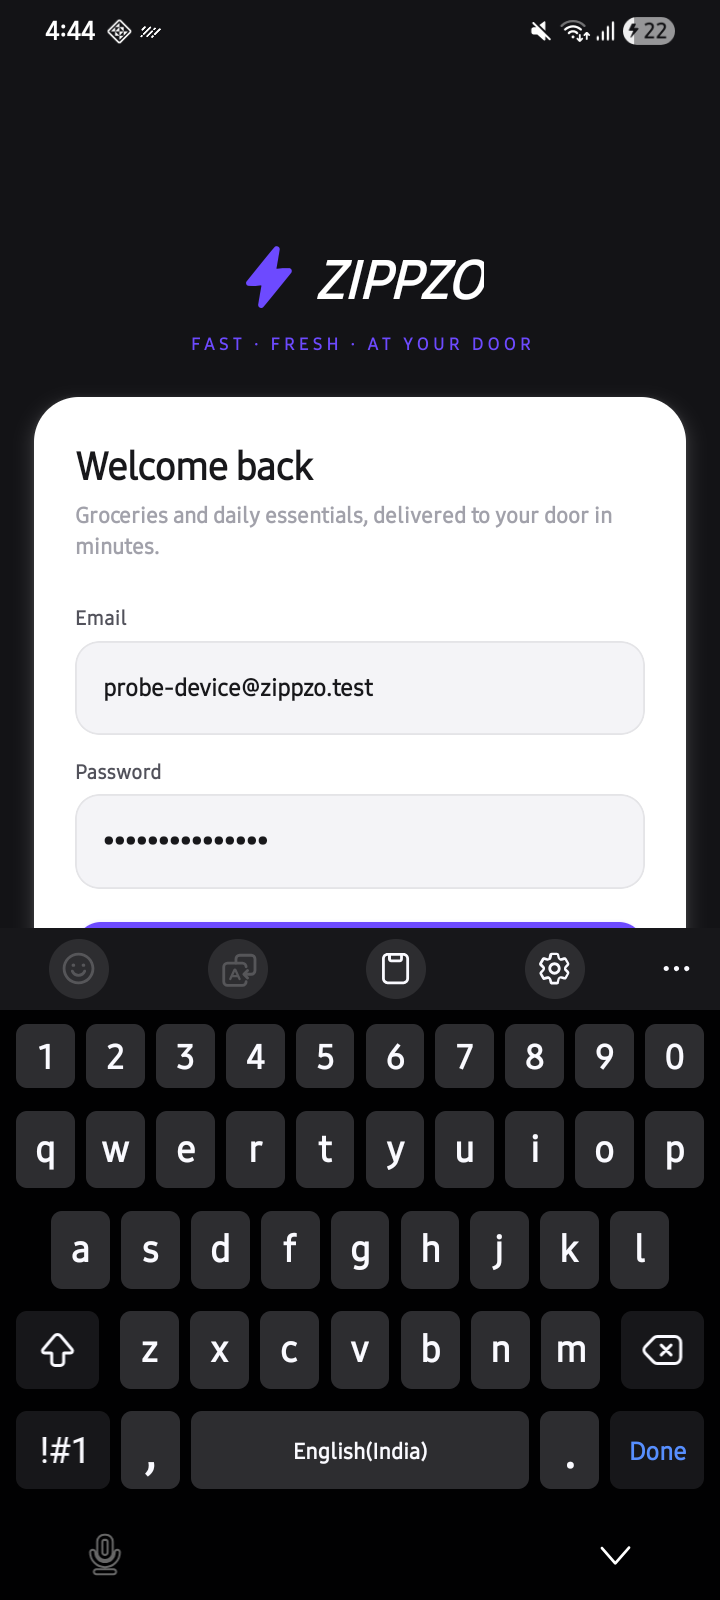 4:44
22
ZIPPZO
FAST · FRESH · AT YOUR DOOR
Welcome back
Groceries and daily essentials, delivered to your door in
minutes.
Email
probe-device@zippzo.test
Password
•••••••••••••••
1 2 3 4 5 6 7 8 9 0
q w e r t y u i o p
a s d f g h j k l
z x c v b n m
!#1 , English(India) . Done